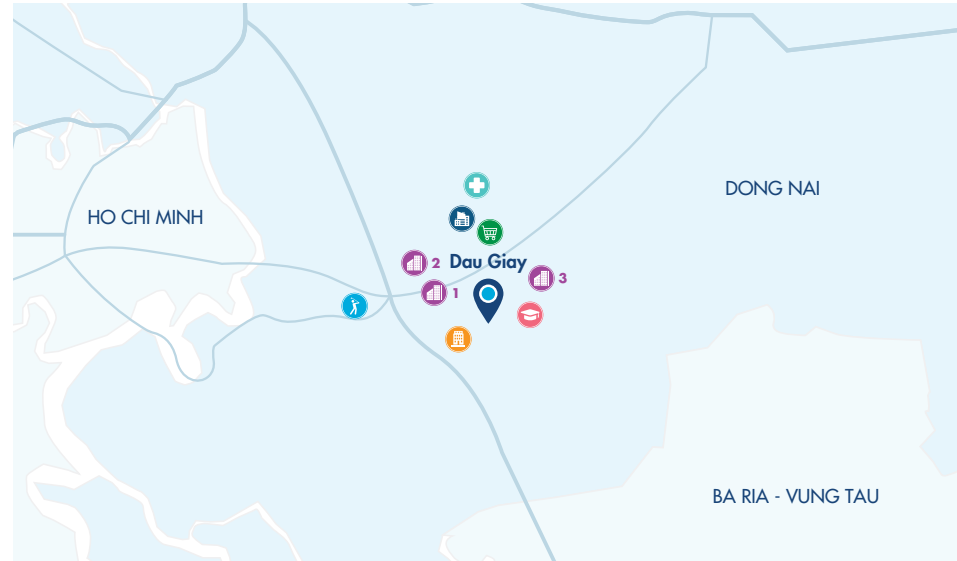 DONG NAI
HO CHI MINH
2 Dau Giay
3
1
BA RIA - VUNG TAU